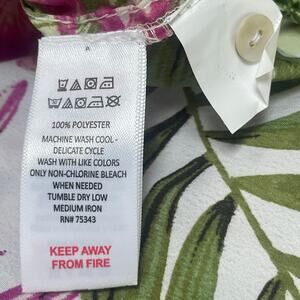 100% POLYESTER
MACHINE WASH COOL -
DELICATE CYCLE
WASH WITH LIKE COLORS
ONLY NON-CHLORINE BLEACH
WHEN NEEDED
TUMBLE DRY LOW
MEDIUM IRON
RN# 75343
KEEP AWAY
FROM FIRE